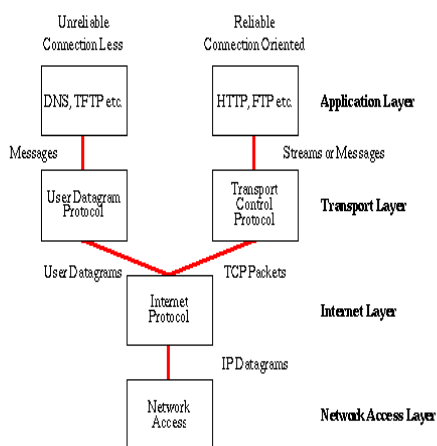 Unreliable
Connection Less
Reliable
Connection Oriented
DNS, TFTP etc.
HTTP, FTP etc.
Application Layer
Messages
Streams or Messages
User Datagram
Protocol
Transport
Control
Protocol
Transport Layer
User Datagrams
TCP Packets
Internet
Protocol
Internet Layer
IP Datagrams
Network
Access
Network Access Layer